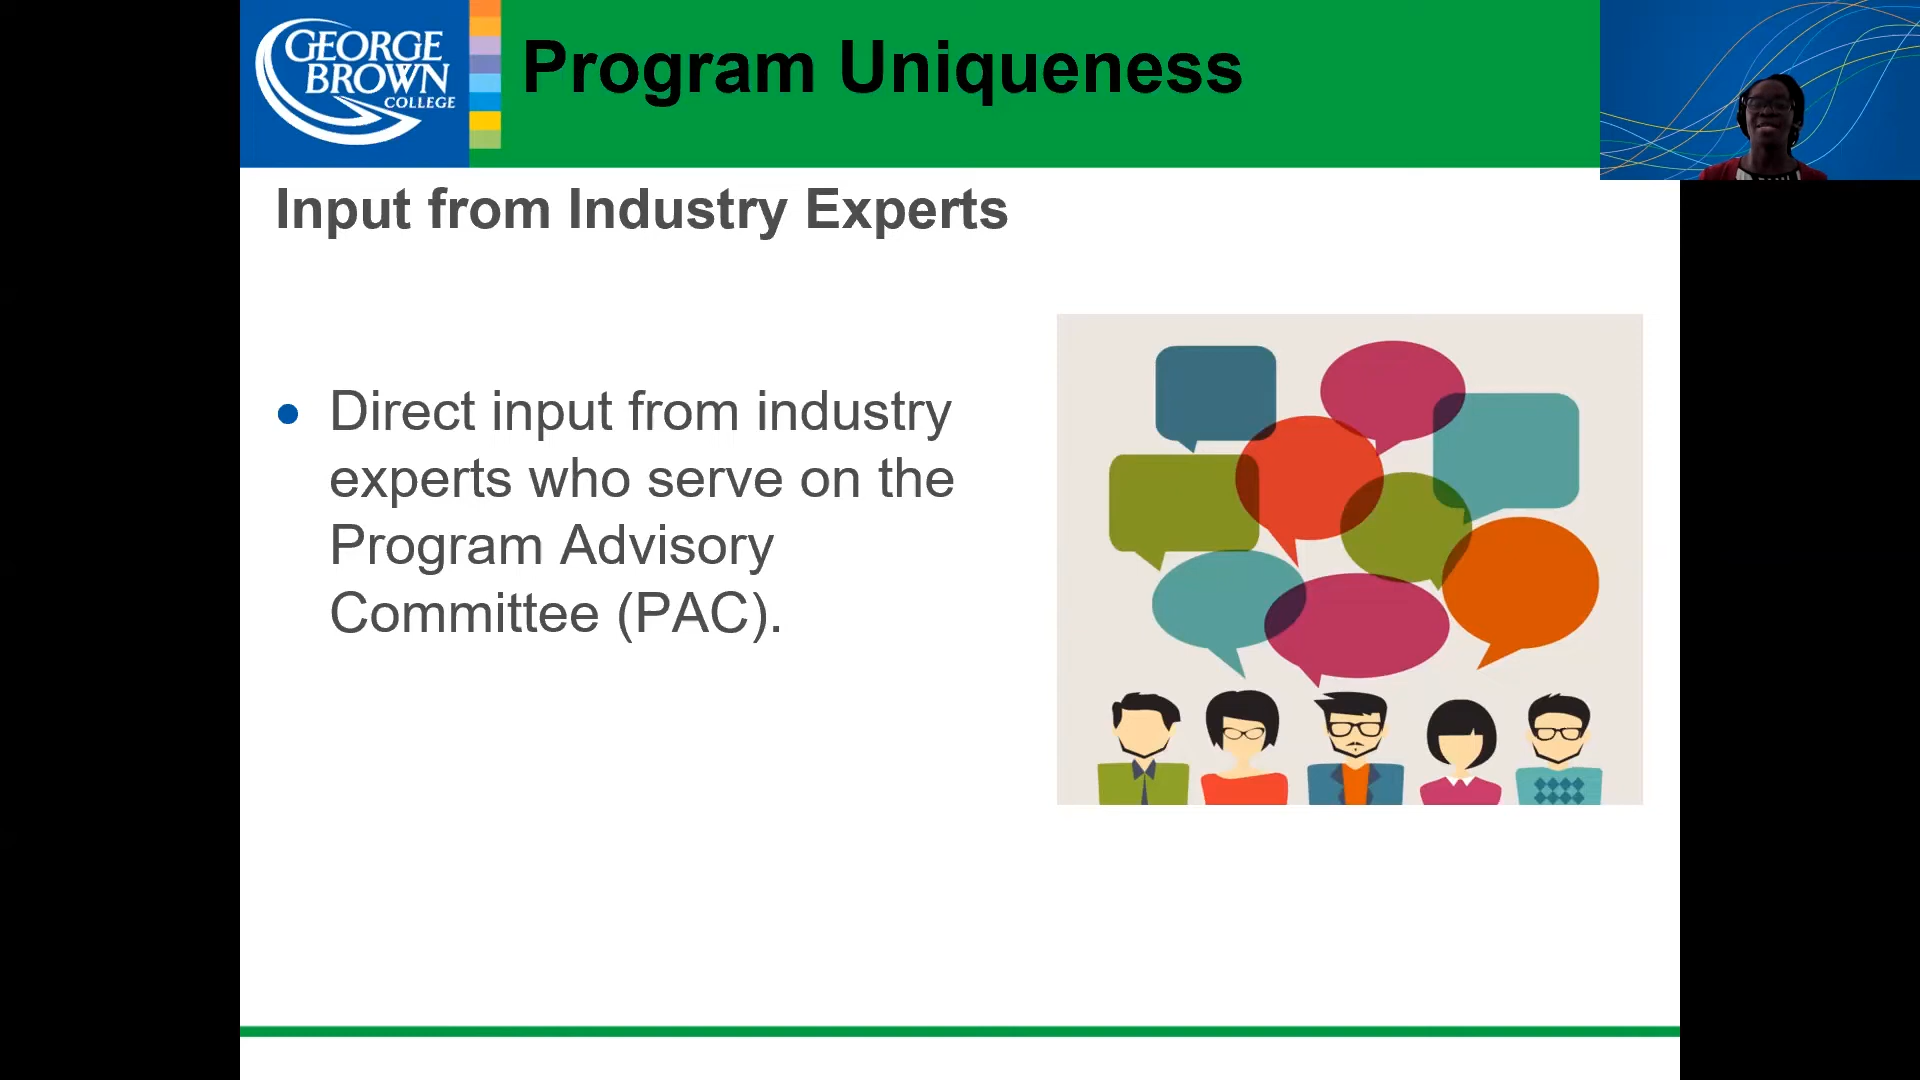 GEORGE
BROWN
COLLEGE
Program Uniqueness
Input from Industry Experts
Direct input from industry
experts who serve on the
Program Advisory
Committee (PAC).